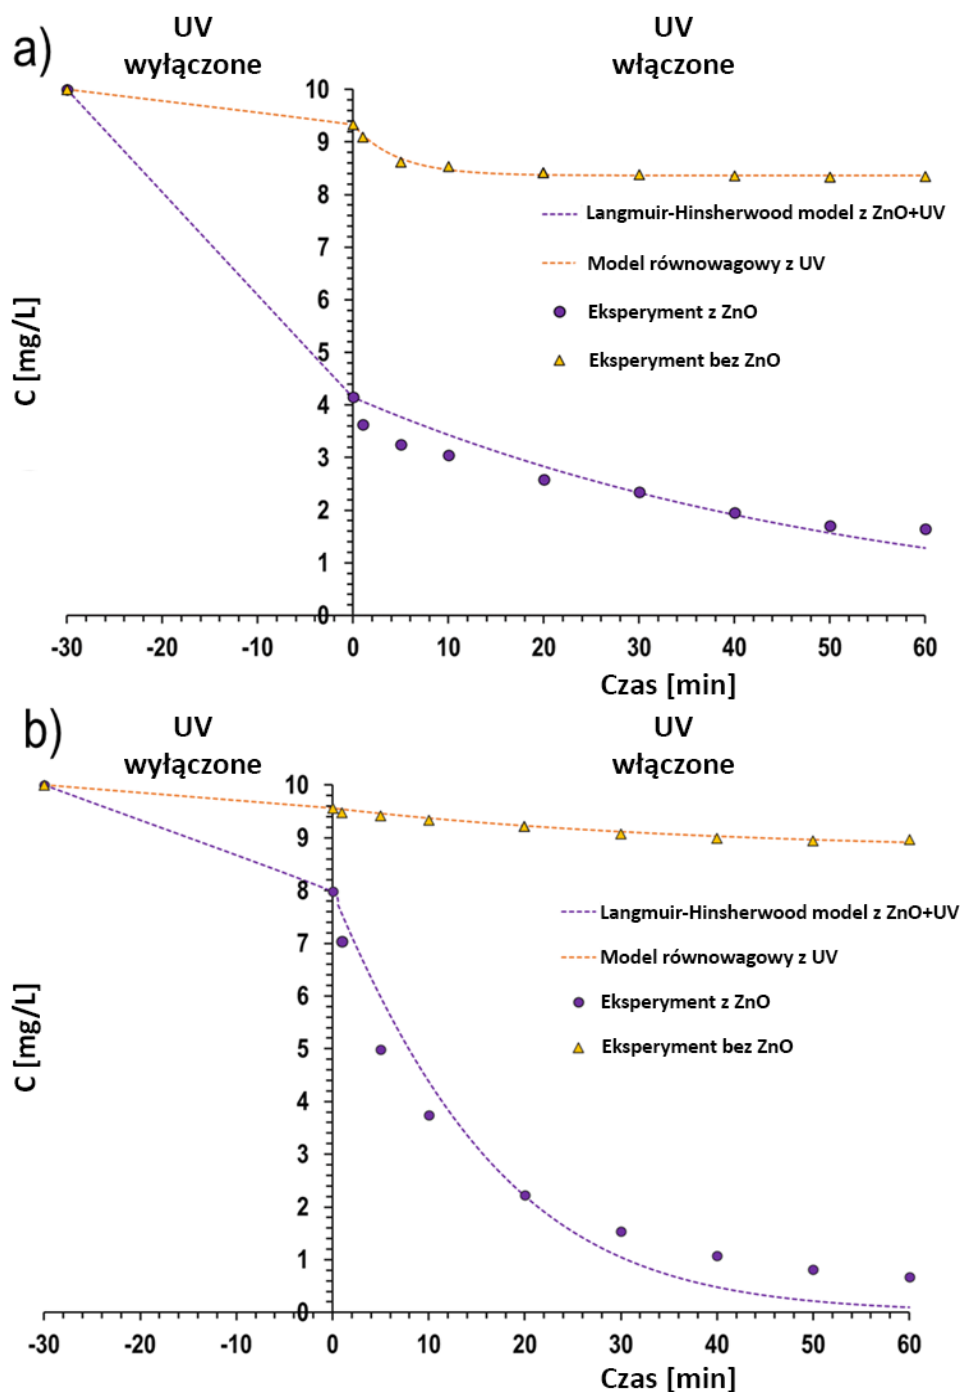 a)
UV
wyłączone
UV
włączone
C [mg/L]
10
9
8
7
6
5
4
3
2
1
0
Langmuir-Hinsherwood model z ZnO+UV
Model równowagowy z UV
Eksperyment z ZnO
Eksperyment bez ZnO
-30 -20 -10 0 10 20 30 40 50 60
Czas [min]
b)
UV
wyłączone
UV
włączone
C [mg/L]
10
9
8
7
6
5
4
3
2
1
0
Langmuir-Hinsherwood model z ZnO+UV
Model równowagowy z UV
Eksperyment z ZnO
Eksperyment bez ZnO
-30 -20 -10 0 10 20 30 40 50 60
Czas [min]